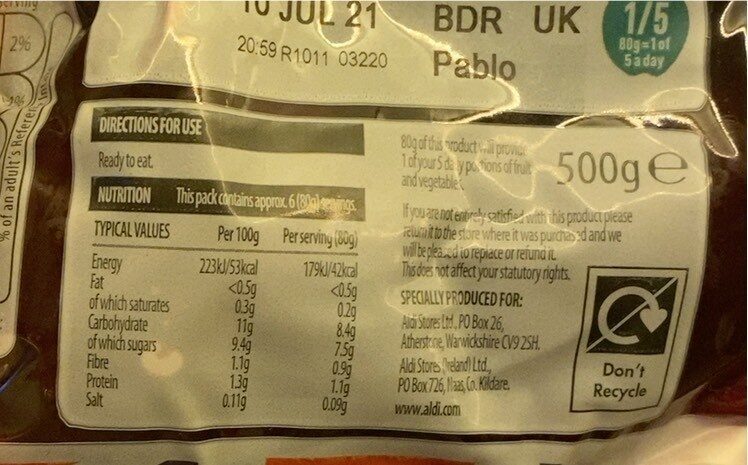 2%
% of an adult's Reference
10 JUL 21
20:59 R1011 03220
BDR UK
Pablo
1/5
80g=1 of
5 a day
DIRECTIONS FOR USE
Ready to eat.
NUTRITION This pack contains approx. 6 (80g) servings.
TYPICAL VALUES Per 100g Per serving (80g)
Energy 223kJ/53kcal 179kJ/42kcal
Fat <0.5g <0.5g
of which saturates 0.3g 0.2g
Carbohydrate 11g 8.4g
of which sugars 9.4g 7.5g
Fibre 1.1g 0.9g
Protein 1.3g 1.1g
Salt 0.11g 0.09g
80g of this product will provide
1 of your 5 da y portions of fruit
and vegetable
500g e
If you are not entirely satisfied with this product please
return it to the store where it was purchased and we
will be pleased to replace or refund it.
This does not affect your statutory rights.
SPECIALLY PRODUCED FOR:
Aldi Stores Ltd., PO Box 26,
Atherstone, Warwickshire CV9 2SH.
Aldi Stores (Ireland) Ltd.,
PO Box 726, Naas, Co. Kildare.
www.aldi.com
Don't
Recycle